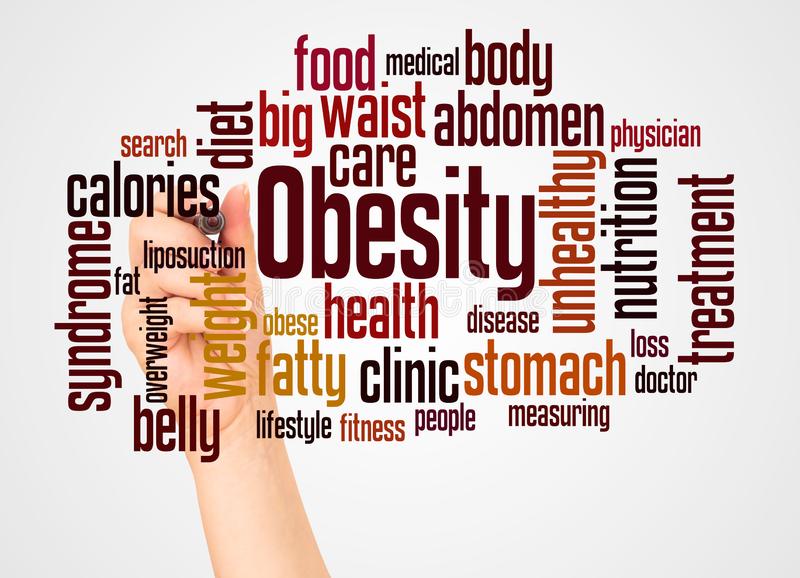 food medical body
diet big waist abdomen physician
search care
calories Obesity unhealthy nutrition treatment
syndrome liposuction
fat overweight weight
obese health disease
fatty clinic stomach loss
doctor
belly lifestyle fitness people measuring